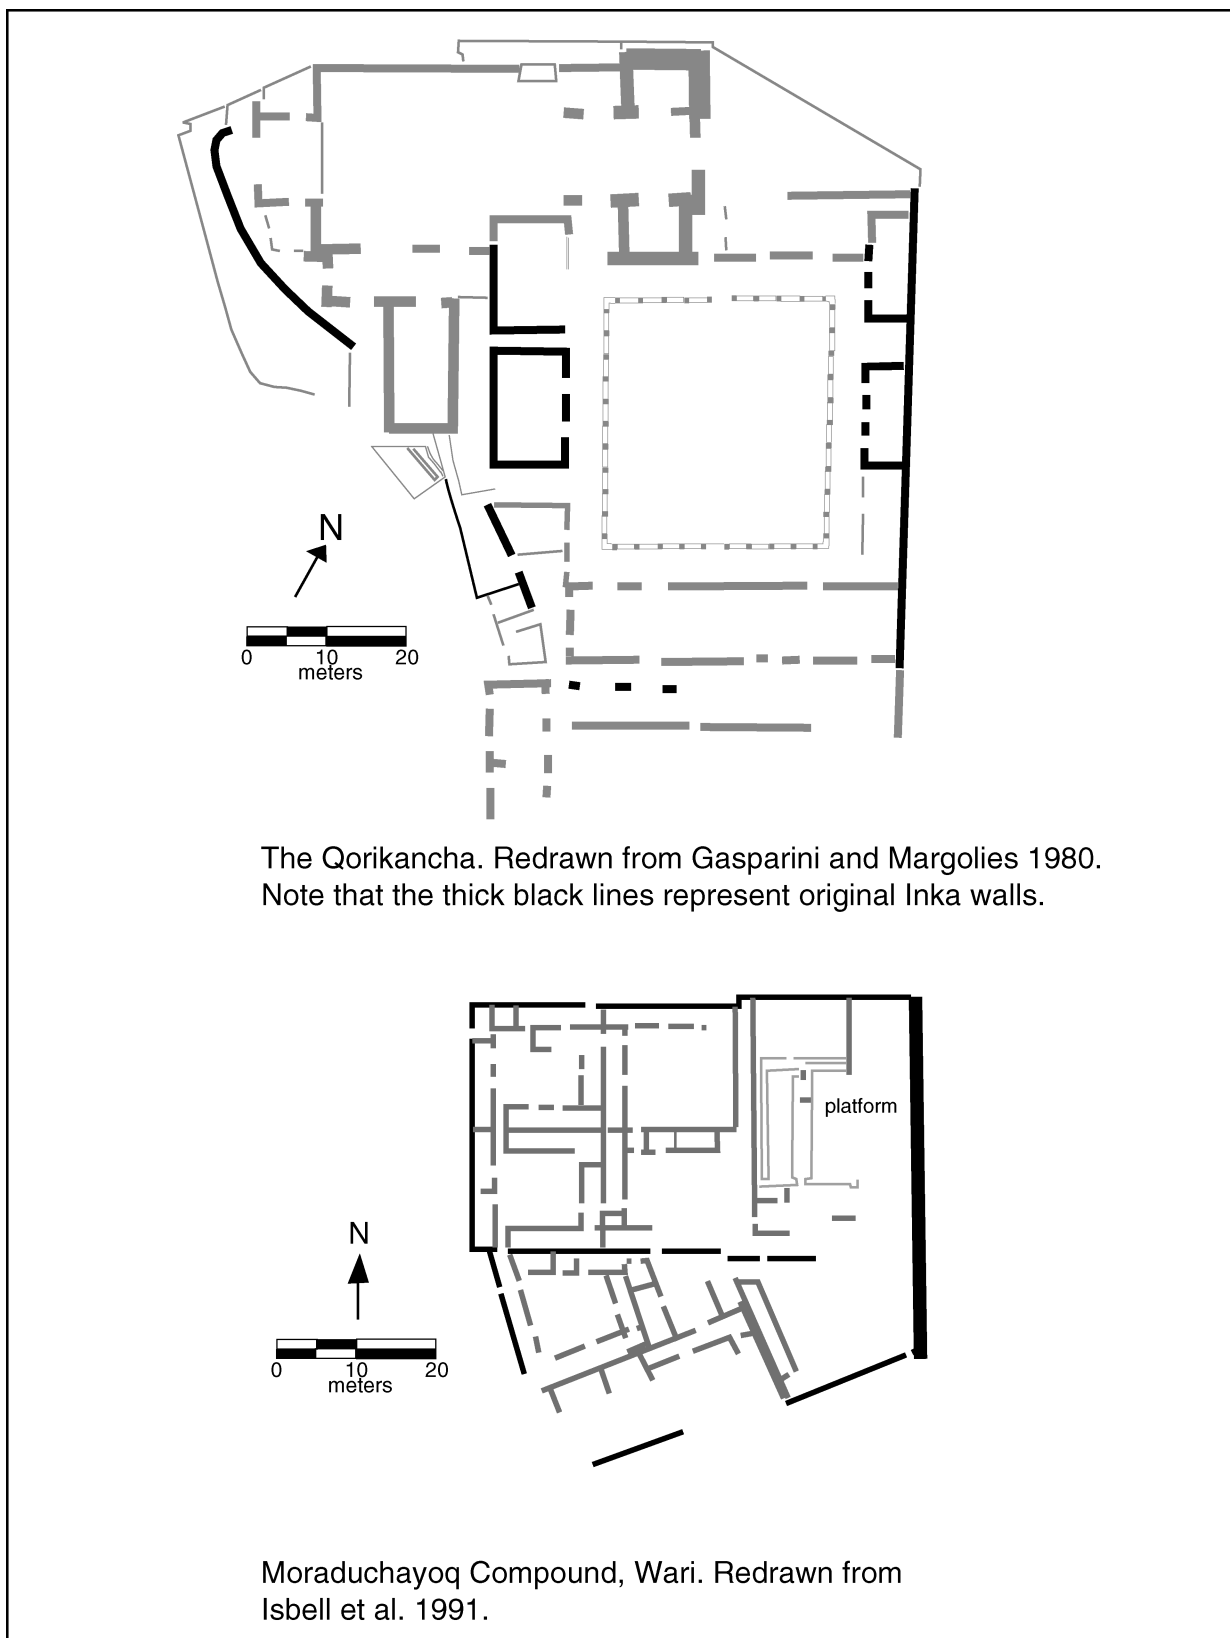 N
0 10 20
meters
The Qorikancha. Redrawn from Gasparini and Margolies 1980.
Note that the thick black lines represent original Inka walls.
platform
N
0 10 20
meters
Moraduchayoq Compound, Wari. Redrawn from
Isbell et al. 1991.